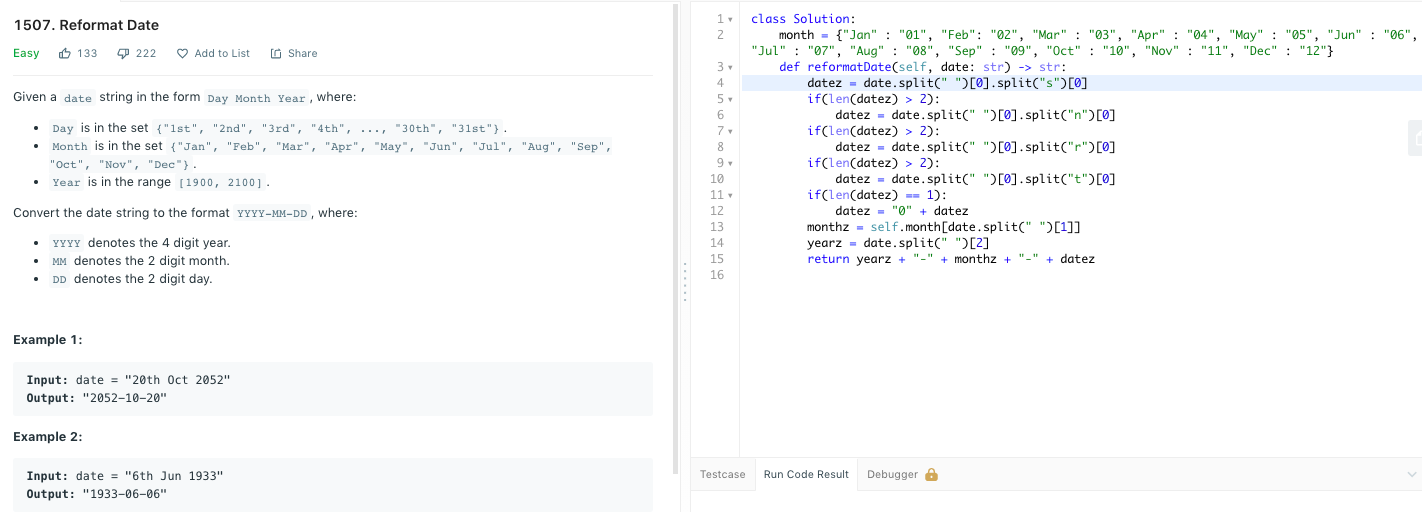 1507. Reformat Date
Easy 133 222 Add to List Share
Given a date string in the form Day Month Year , where:
• Day is in the set {"1st", "2nd", "3rd", "4th", ..., "30th", "31st"} .
• Month is in the set {"Jan", "Feb", "Mar", "Apr", "May", "Jun", "Jul", "Aug", "Sep",
"Oct", "Nov", "Dec"} .
• Year is in the range [1900, 2100] .
Convert the date string to the format YYYY-MM-DD , where:
• YYYY denotes the 4 digit year.
• MM denotes the 2 digit month.
• DD denotes the 2 digit day.
Example 1:
Input: date = "20th Oct 2052"
Output: "2052-10-20"
Example 2:
Input: date = "6th Jun 1933"
Output: "1933-06-06"
1 class Solution:
2 month = {"Jan" : "01", "Feb": "02", "Mar" : "03", "Apr" : "04", "May" : "05", "Jun" : "06",
"Jul" : "07", "Aug" : "08", "Sep" : "09", "Oct" : "10", "Nov" : "11", "Dec" : "12"}
3 def reformatDate(self, date: str) -> str:
4 datez = date.split(" ")[0].split("s")[0]
5 if(len(datez) > 2):
6 datez = date.split(" ")[0].split("n")[0]
7 if(len(datez) > 2):
8 datez = date.split(" ")[0].split("r")[0]
9 if(len(datez) > 2):
10 datez = date.split(" ")[0].split("t")[0]
11 if(len(datez) == 1):
12 datez = "0" + datez
13 monthz = self.month[date.split(" ")[1]]
14 yearz = date.split(" ")[2]
15 return yearz + "-" + monthz + "-" + datez
16
Testcase Run Code Result Debugger